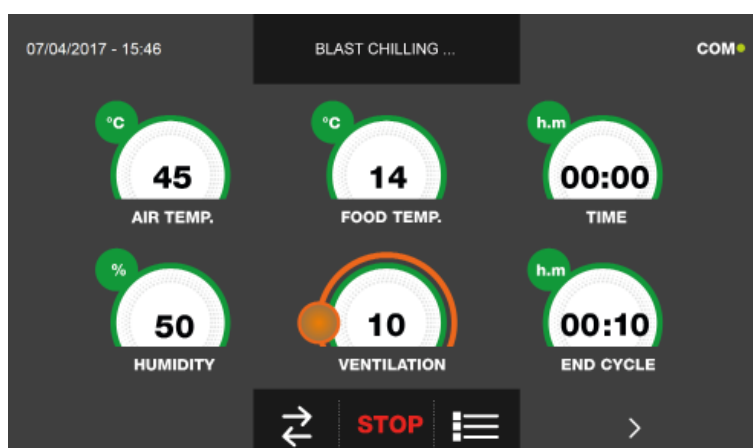 07/04/2017 - 15:46 BLAST CHILLING ... COM
°C °C h.m
45 14 00:00
AIR TEMP. FOOD TEMP. TIME
% h.m
50 10 00:10
HUMIDITY VENTILATION END CYCLE
STOP